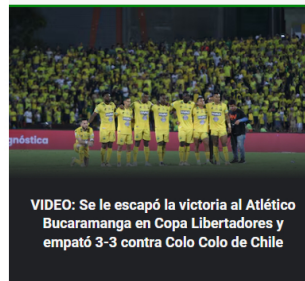 gnóstica
VIDEO: Se le escapó la victoria al Atlético
Bucaramanga en Copa Libertadores y
empató 3-3 contra Colo Colo de Chile